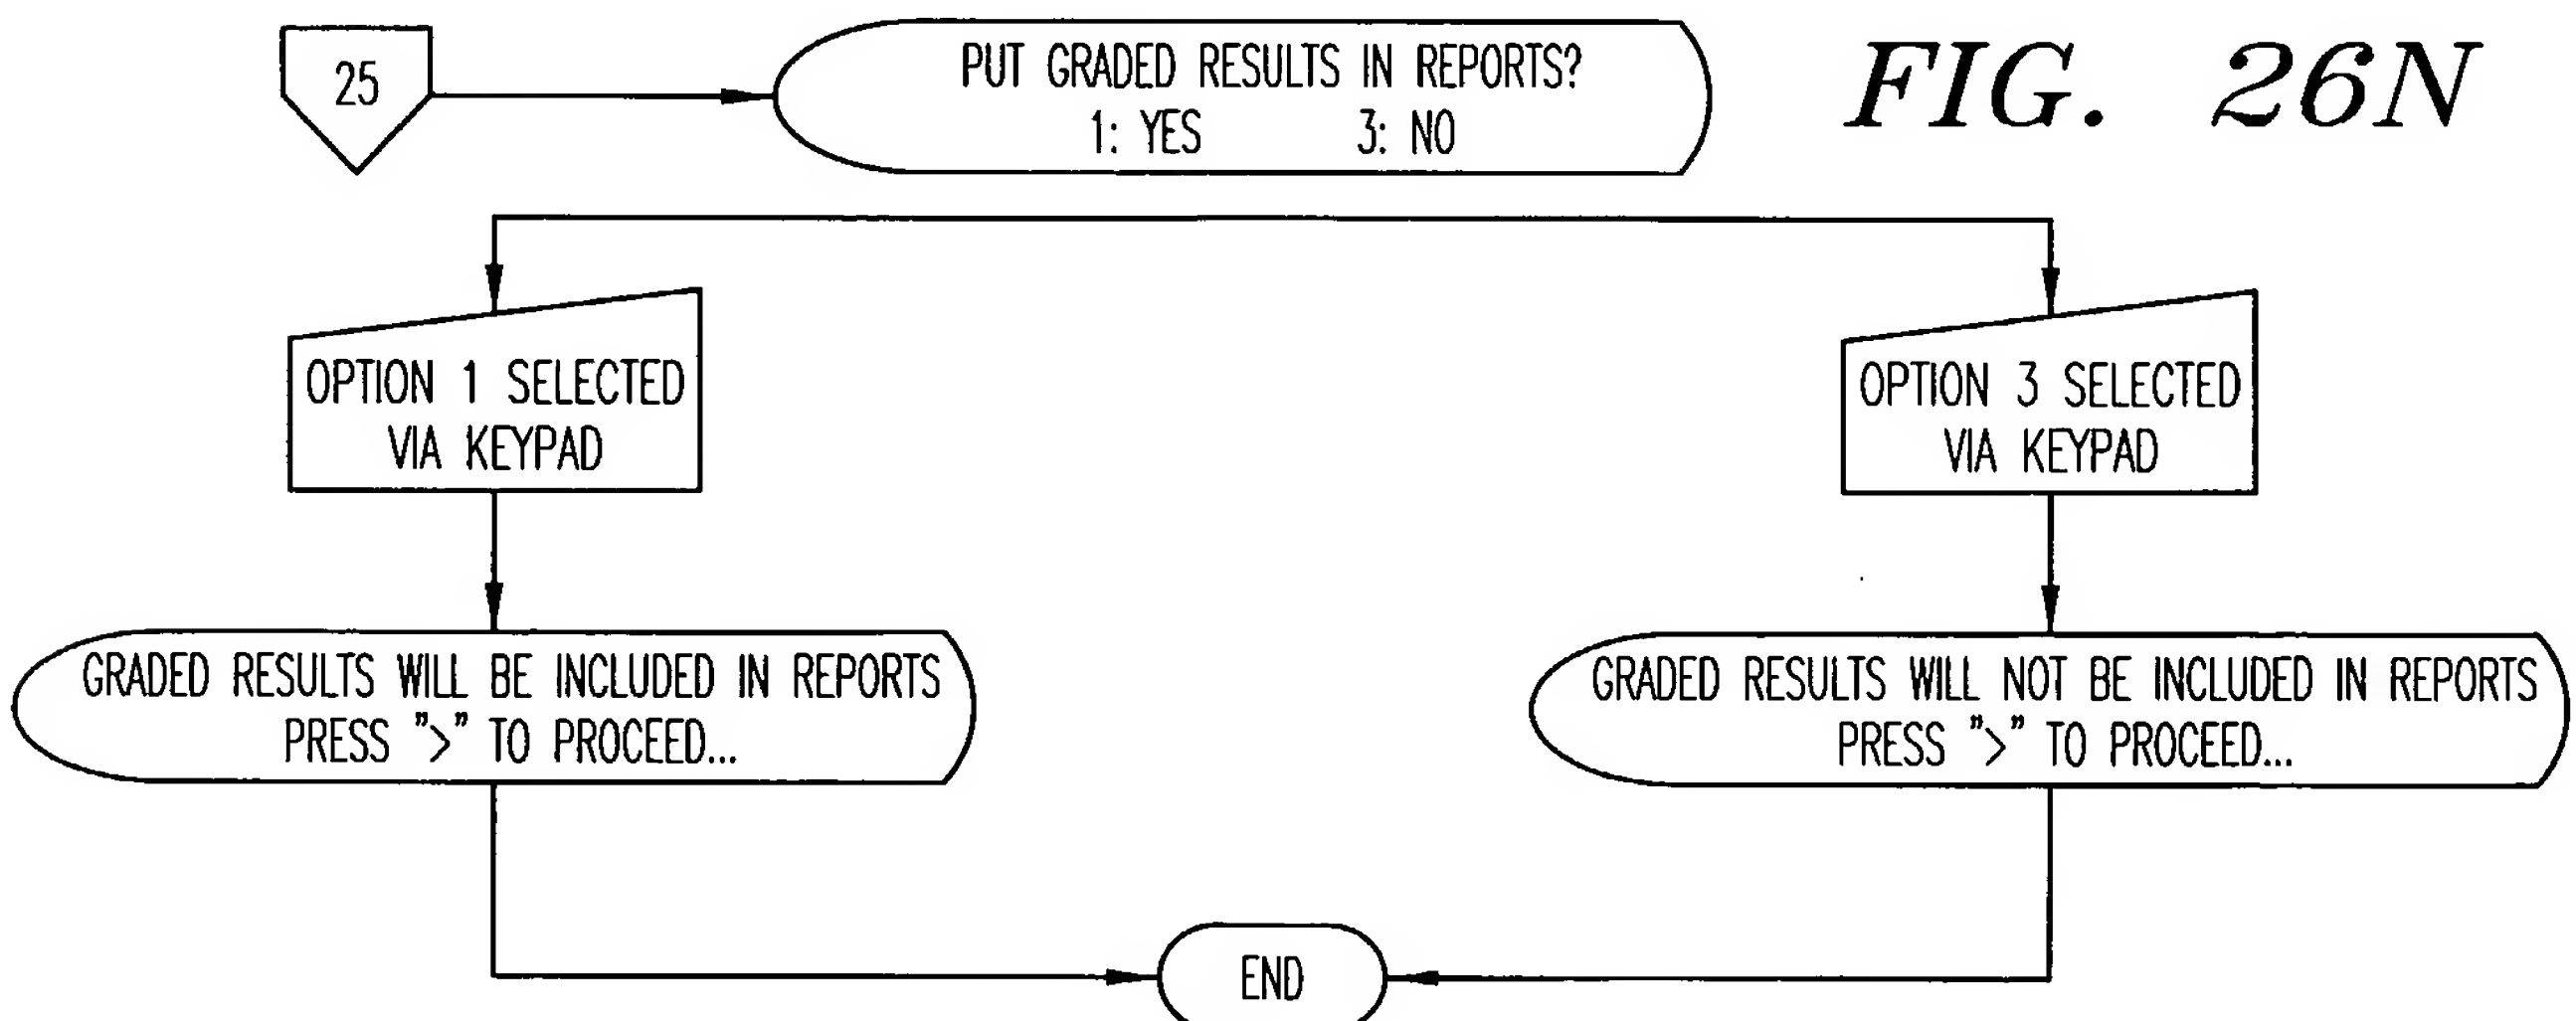 25
PUT GRADED RESULTS IN REPORTS?
1: YES 3: NO
FIG. 26N
OPTION 1 SELECTED
VIA KEYPAD
OPTION 3 SELECTED
VIA KEYPAD
GRADED RESULTS WILL BE INCLUDED IN REPORTS
PRESS ">" TO PROCEED...
GRADED RESULTS WILL NOT BE INCLUDED IN REPORTS
PRESS ">" TO PROCEED...
END